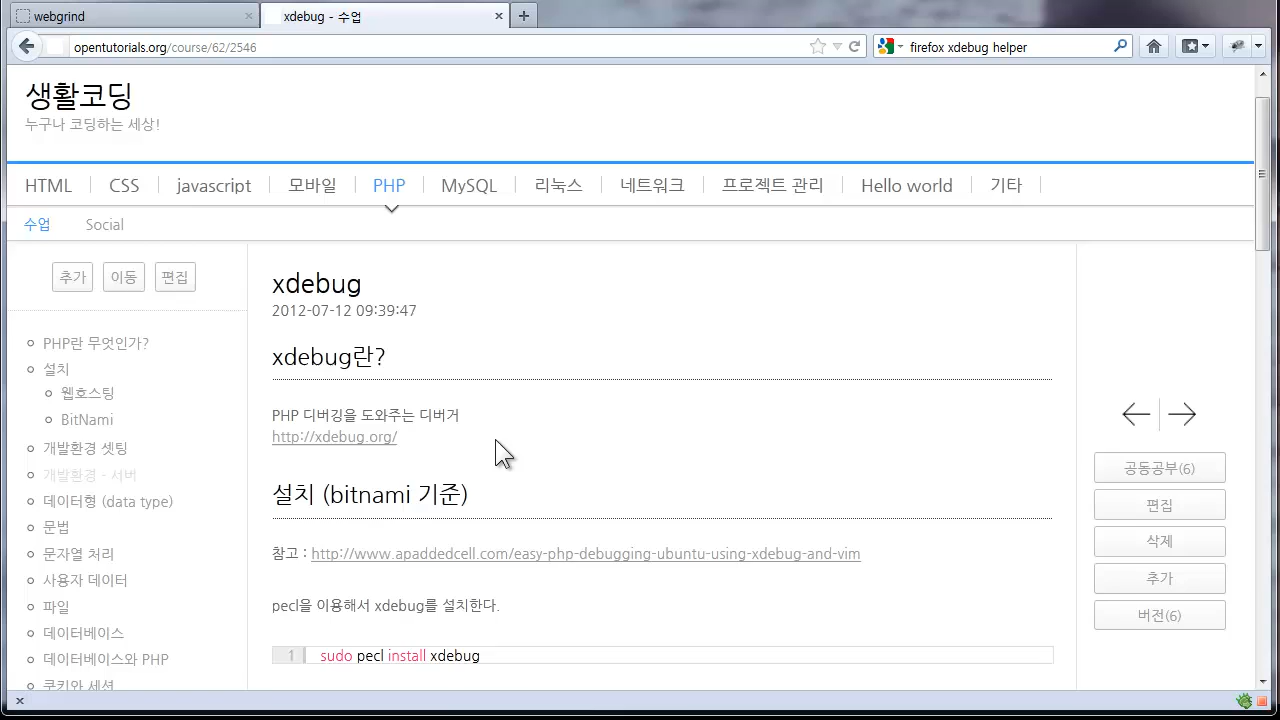 webgrind
xdebug - 수업
opentutorials.org/course/62/2546
firefox xdebug helper
생활코딩
누구나 코딩하는 세상!
HTML CSS javascript 모바일 PHP MySQL 리눅스 네트워크 프로젝트 관리 Hello world 기타
수업 Social
추가 이동 편집
PHP란 무엇인가?
설치
웹호스팅
BitNami
개발환경 셋팅
개발환경 - 서버
데이터형 (data type)
문법
문자열 처리
사용자 데이터
파일
데이터베이스
데이터베이스와 PHP
쿠키와 세션
xdebug
2012-07-12 09:39:47
xdebug란?
PHP 디버깅을 도와주는 디버거
http://xdebug.org/
설치 (bitnami 기준)
참고 : http://www.apaddedcell.com/easy-php-debugging-ubuntu-using-xdebug-and-vim
pecl을 이용해서 xdebug를 설치한다.
1 sudo pecl install xdebug
공동공부(6)
편집
삭제
추가
버전(6)